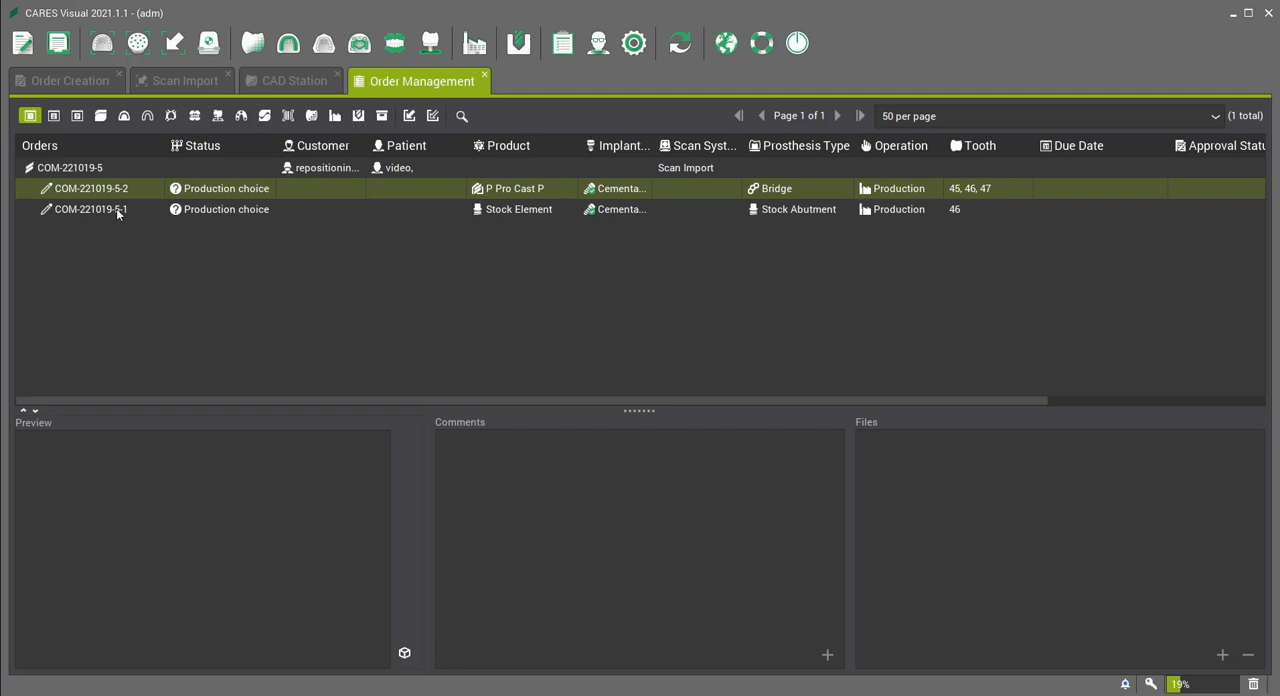 CARES Visual 2021.1.1 - (adm)
Order Creation
Scan Import
CAD Station
Order Management
Page 1 of 1
50 per page
(1 total)
Orders Status Customer Patient Product Implant... Scan Syst... Prosthesis Type Operation Tooth Due Date Approval Statu
COM-221019-5 repositionin... video, Scan Import
COM-221019-5-2 Production choice P Pro Cast P Cementa... Bridge Production 45, 46, 47
COM-221019-5-1 Production choice Stock Element Cementa... Stock Abutment Production 46
Preview
Comments
Files
19%